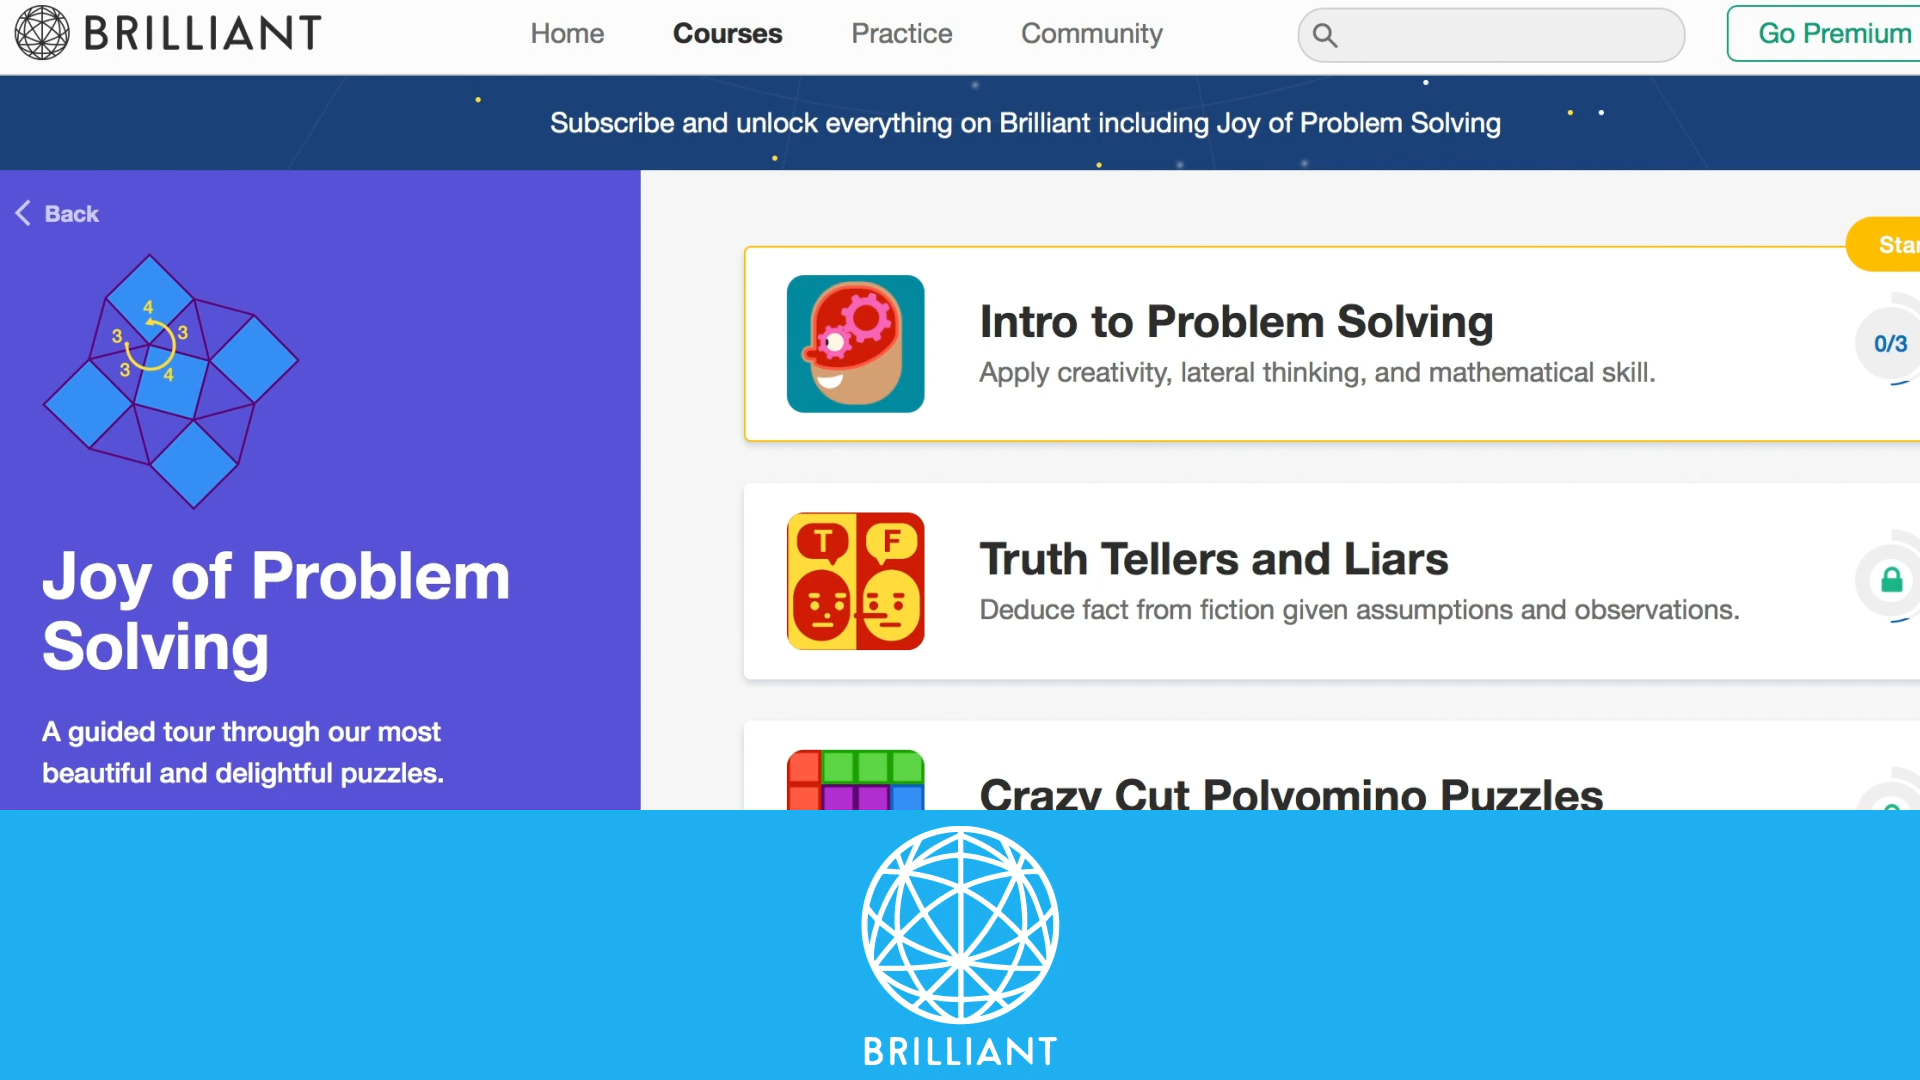 BRILLIANT
Home Courses Practice Community
Go Premium
Subscribe and unlock everything on Brilliant including Joy of Problem Solving
Back
4
3 3
3 4
Joy of Problem
Solving
A guided tour through our most
beautiful and delightful puzzles.
Star
Intro to Problem Solving
Apply creativity, lateral thinking, and mathematical skill.
0/3
T F
Truth Tellers and Liars
Deduce fact from fiction given assumptions and observations.
Crazy Cut Polyomino Puzzles
BRILLIANT